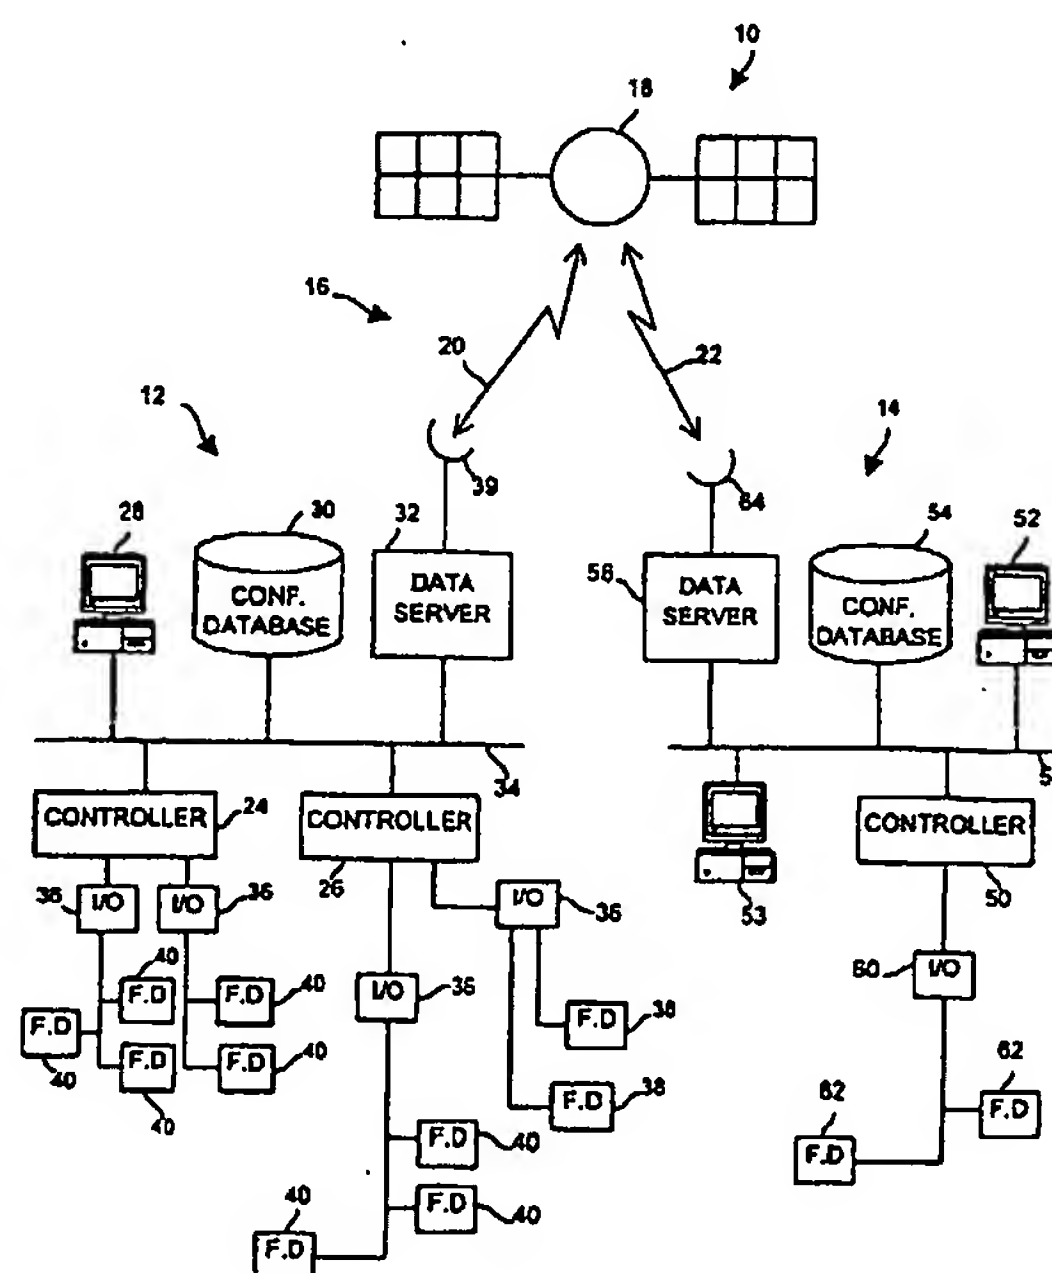 10
18
16
20
22
12
14
39
64
28
30
32
54
52
CONF.
DATABASE
DATA
SERVER
56
DATA
SERVER
CONF.
DATABASE
34
5
CONTROLLER
24
CONTROLLER
26
53
CONTROLLER
50
36
I/O
I/O
36
I/O
36
I/O
36
60
I/O
40
F.D
F.D
40
F.D
40
F.D
40
F.D
40
F.D
38
F.D
38
F.D
40
F.D
40
40
F.D
62
F.D
62
F.D